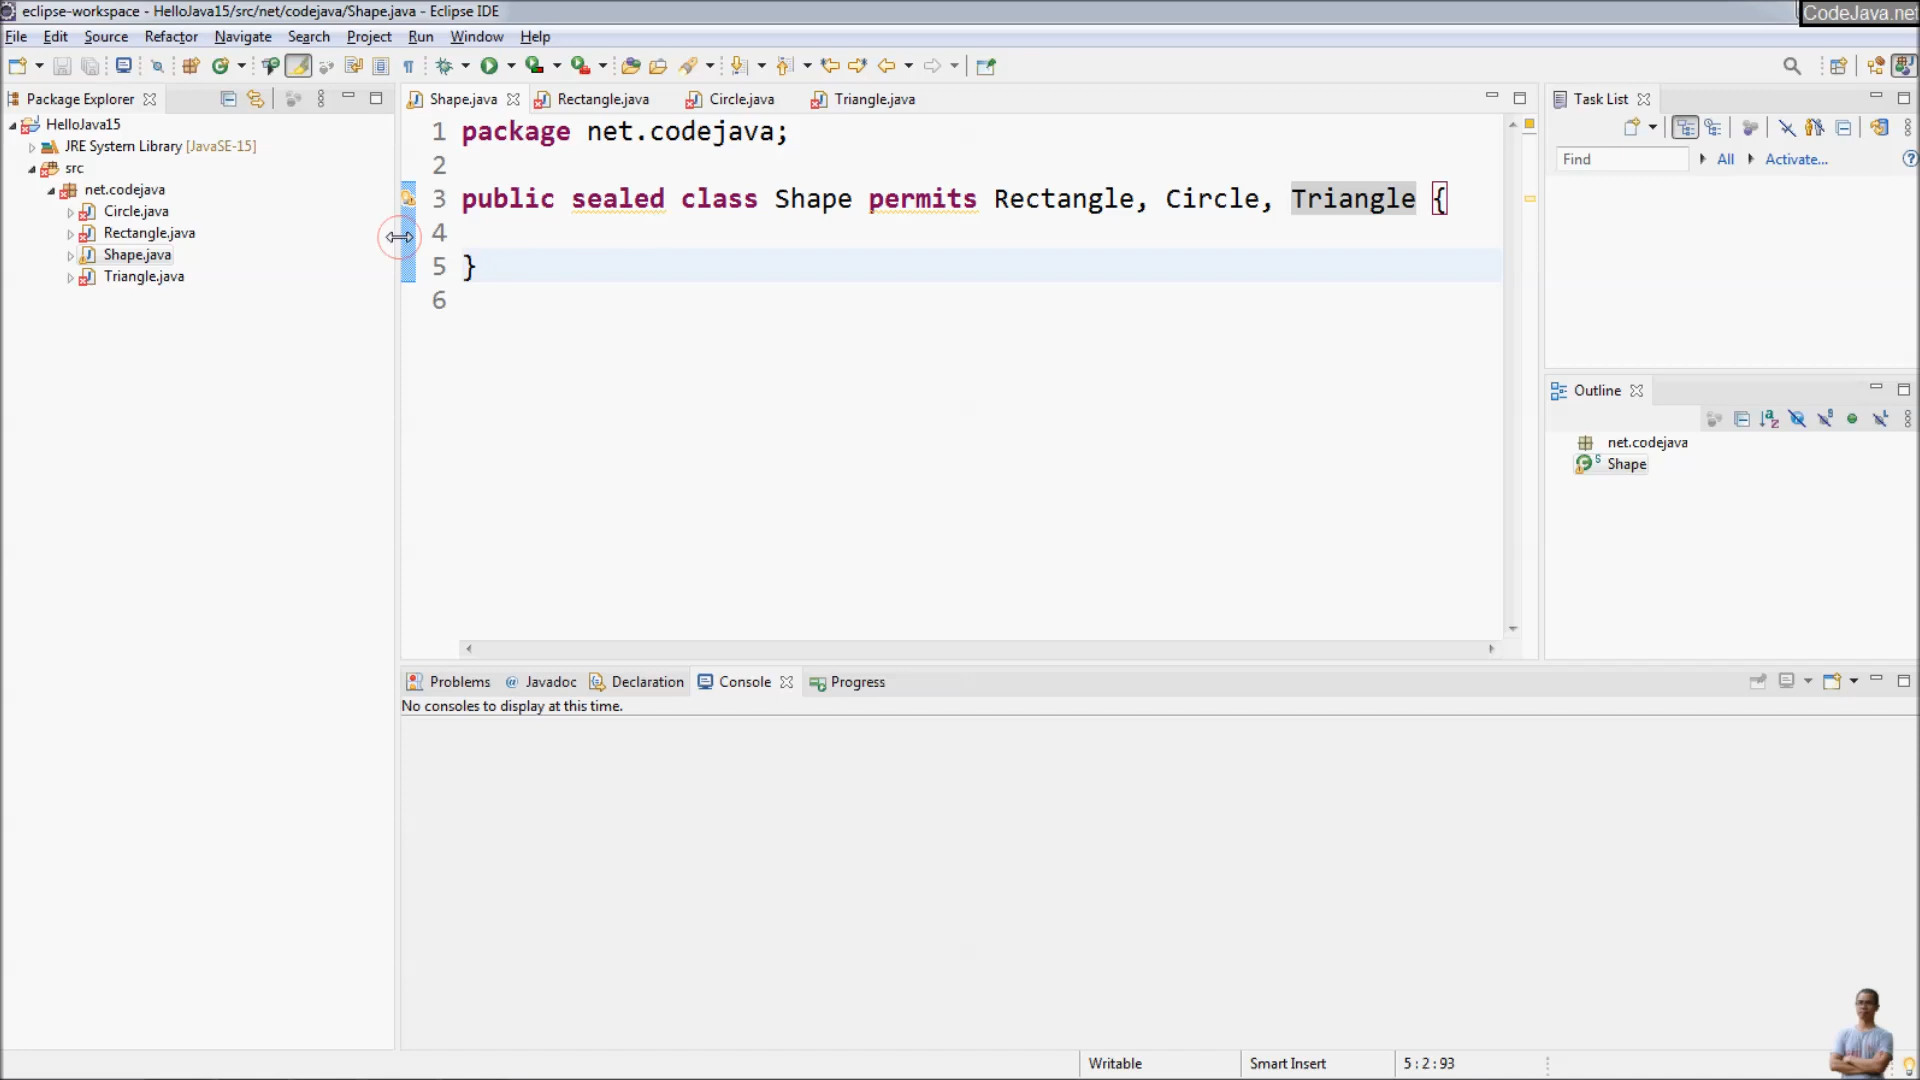 eclipse-workspace - HelloJava15/src/net/codejava/Shape.java - Eclipse IDE
CodeJava.net
File Edit Source Refactor Navigate Search Project Run Window Help
Package Explorer
HelloJava15
JRE System Library [JavaSE-15]
src
net.codejava
Circle.java
Rectangle.java
Shape.java
Triangle.java
Shape.java Rectangle.java Circle.java Triangle.java
1 package net.codejava;
2
3 public sealed class Shape permits Rectangle, Circle, Triangle {
4
5 }
6
Task List
Find All Activate...
Outline
net.codejava
Shape
Problems @ Javadoc Declaration Console Progress
No consoles to display at this time.
Writable Smart Insert 5 : 2 : 93